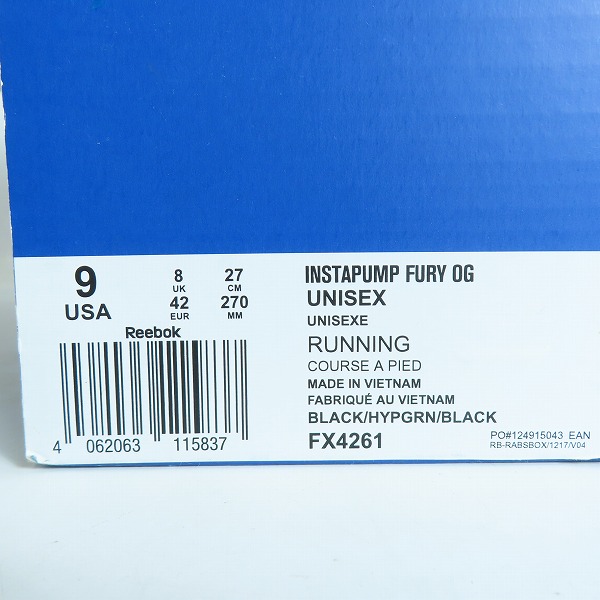 9
USA
8
UK
42
EUR
27
CM
270
MM
Reebok
4 062063 115837
INSTAPUMP FURY OG
UNISEX
UNISEXE
RUNNING
COURSE A PIED
MADE IN VIETNAM
FABRIQUÉ AU VIETNAM
BLACK/HYPGRN/BLACK
FX4261
PO#124915043 EAN
RB-RABSBOX/1217/V04